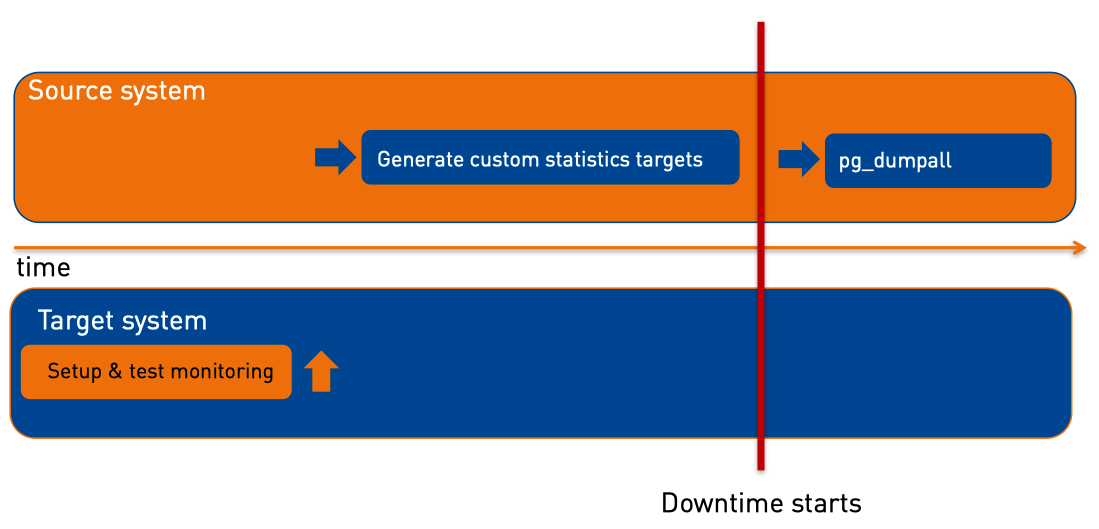 Source system
Generate custom statistics targets
pg_dumpall
time
Target system
Setup & test monitoring
Downtime starts